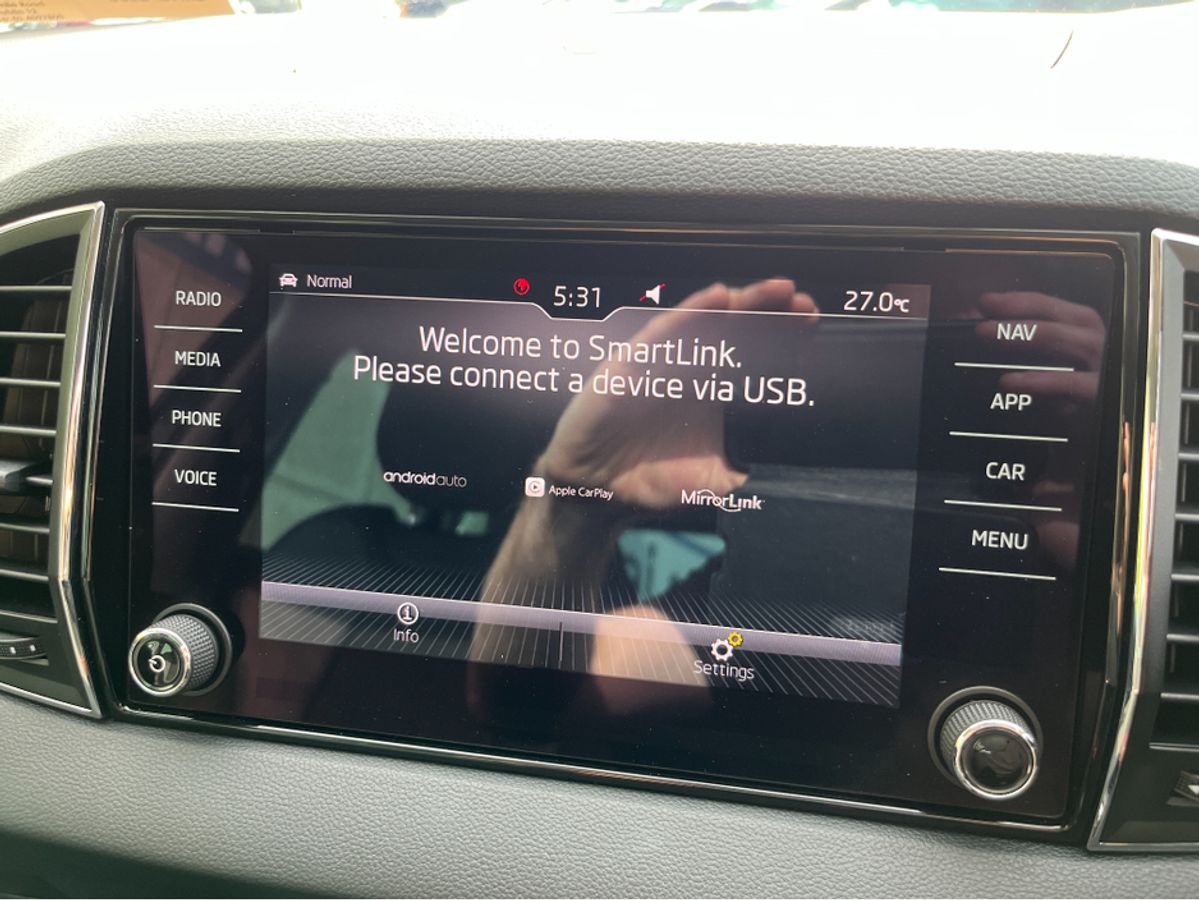 RADIO
MEDIA
PHONE
VOICE
Normal
5:31
27.0°C
Welcome to SmartLink.
Please connect a device via USB.
androidauto
Apple CarPlay
MirrorLink
Info
Settings
NAV
APP
CAR
MENU